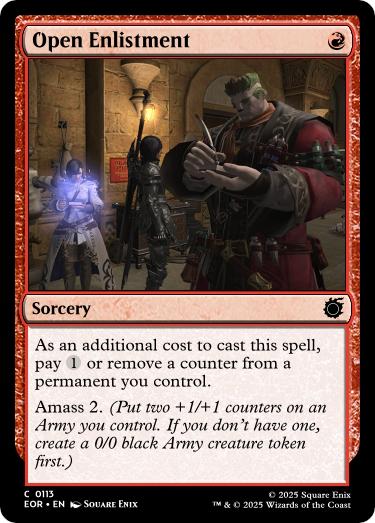 Open Enlistment
Sorcery
As an additional cost to cast this spell,
pay 1 or remove a counter from a
permanent you control.
Amass 2. (Put two +1/+1 counters on an
Army you control. If you don't have one,
create a 0/0 black Army creature token
first.)
C 0113
EOR • EN SQUARE ENIX
© 2025 Square Enix
™ & © 2025 Wizards of the Coast